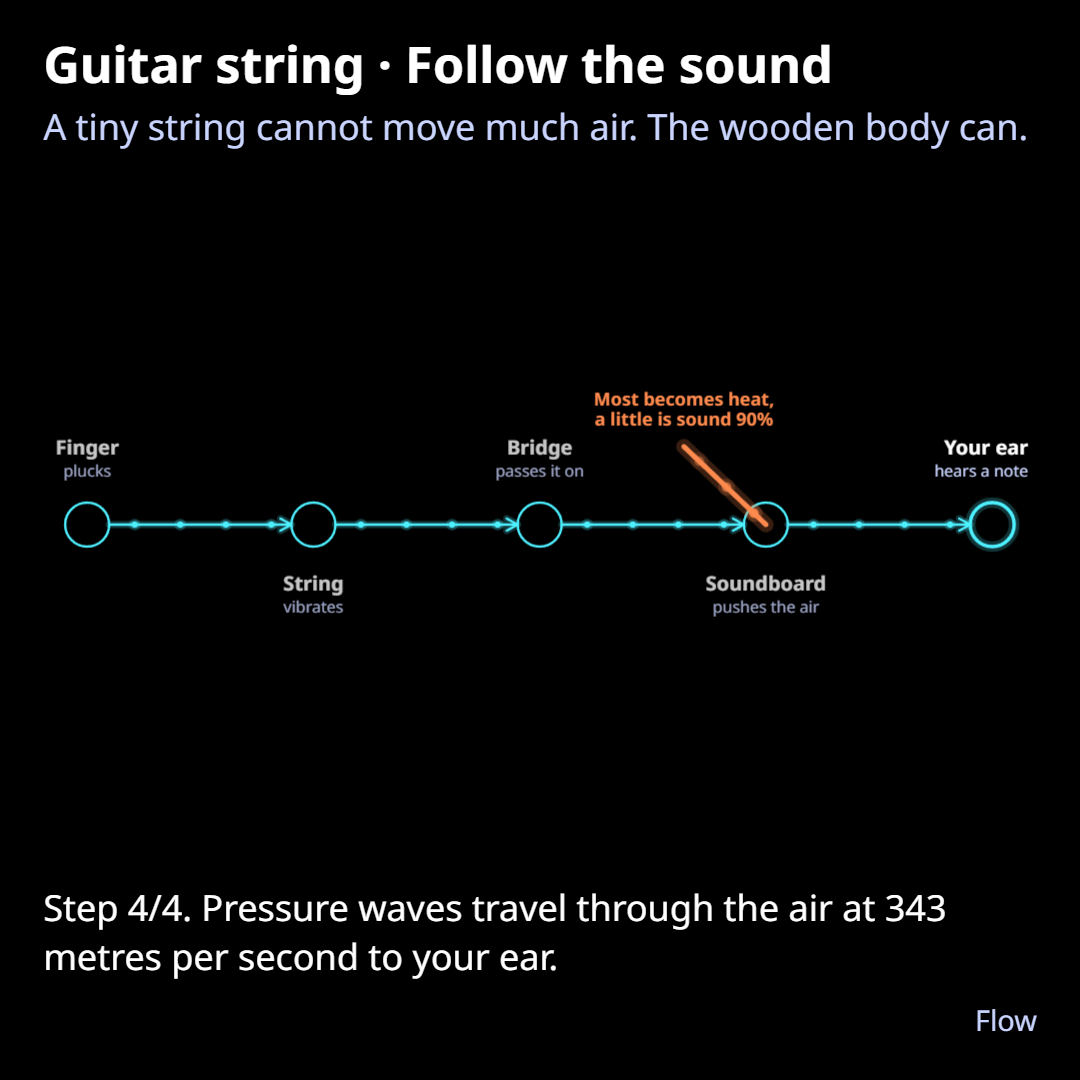 Guitar string · Follow the sound
A tiny string cannot move much air. The wooden body can.
Most becomes heat,
a little is sound 90%
Finger
plucks
Bridge
passes it on
Your ear
hears a note
String
vibrates
Soundboard
pushes the air
Step 4/4. Pressure waves travel through the air at 343
metres per second to your ear.
Flow